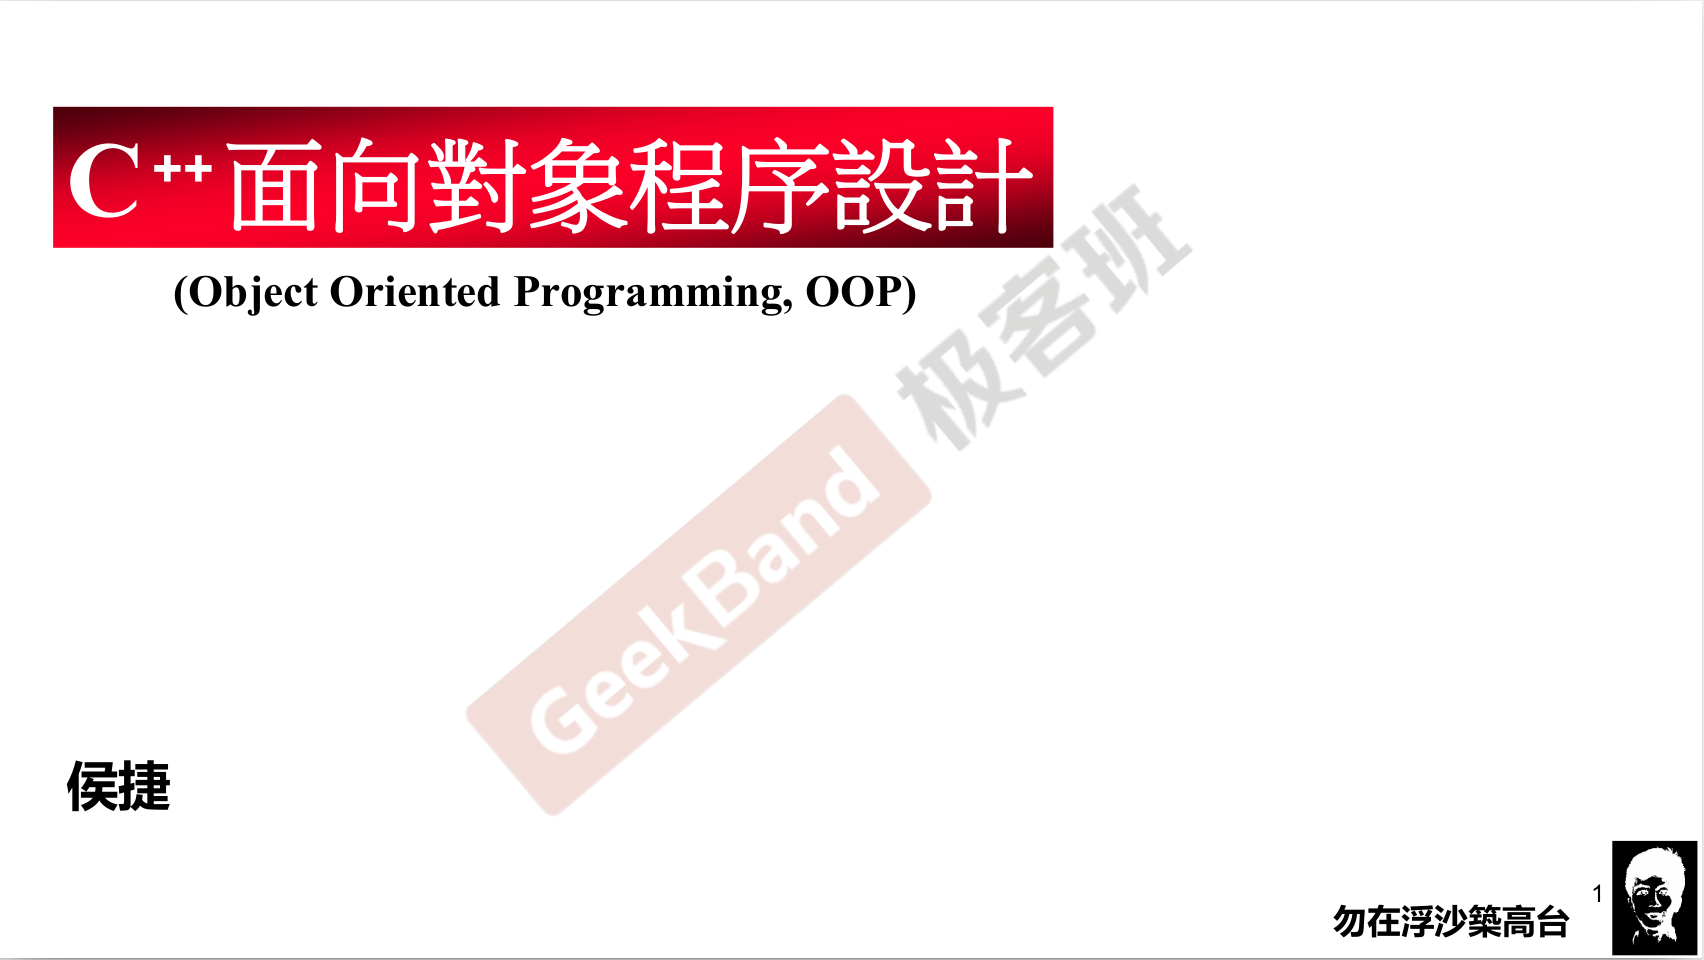 C++面向對象程序設計
(Object Oriented Programming, OOP)
极客班
GeekBand
侯捷
勿在浮沙築高台
1